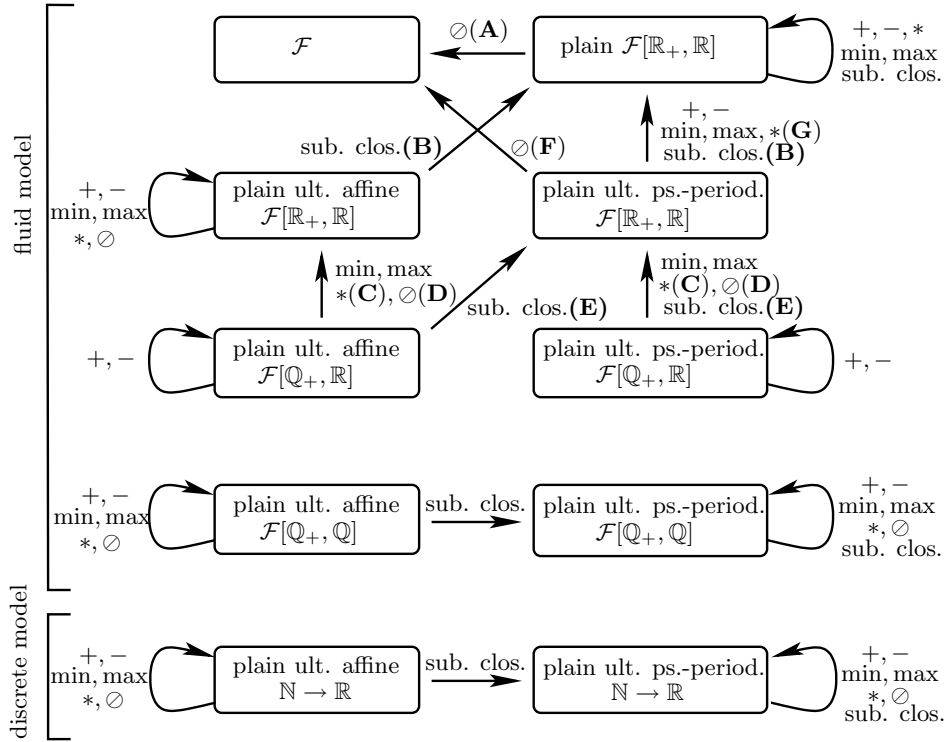 ℱ
⊘(A)
plain ℱ[ℝ₊, ℝ]
+, −, ∗
min, max
sub. clos.
sub. clos.(B)
⊘(F)
+, −
min, max, ∗(G)
sub. clos.(B)
fluid model
+, −
min, max
∗, ⊘
plain ult. affine
ℱ[ℝ₊, ℝ]
plain ult. ps.-period.
ℱ[ℝ₊, ℝ]
min, max
∗(C), ⊘(D)
sub. clos.(E)
min, max
∗(C), ⊘(D)
sub. clos.(E)
+, −
plain ult. affine
ℱ[ℚ₊, ℝ]
plain ult. ps.-period.
ℱ[ℚ₊, ℝ]
+, −
+, −
min, max
∗, ⊘
plain ult. affine
ℱ[ℚ₊, ℚ]
sub. clos.
plain ult. ps.-period.
ℱ[ℚ₊, ℚ]
+, −
min, max
∗, ⊘
sub. clos.
discrete model
+, −
min, max
∗, ⊘
plain ult. affine
ℕ → ℝ
sub. clos.
plain ult. ps.-period.
ℕ → ℝ
+, −
min, max
∗, ⊘
sub. clos.